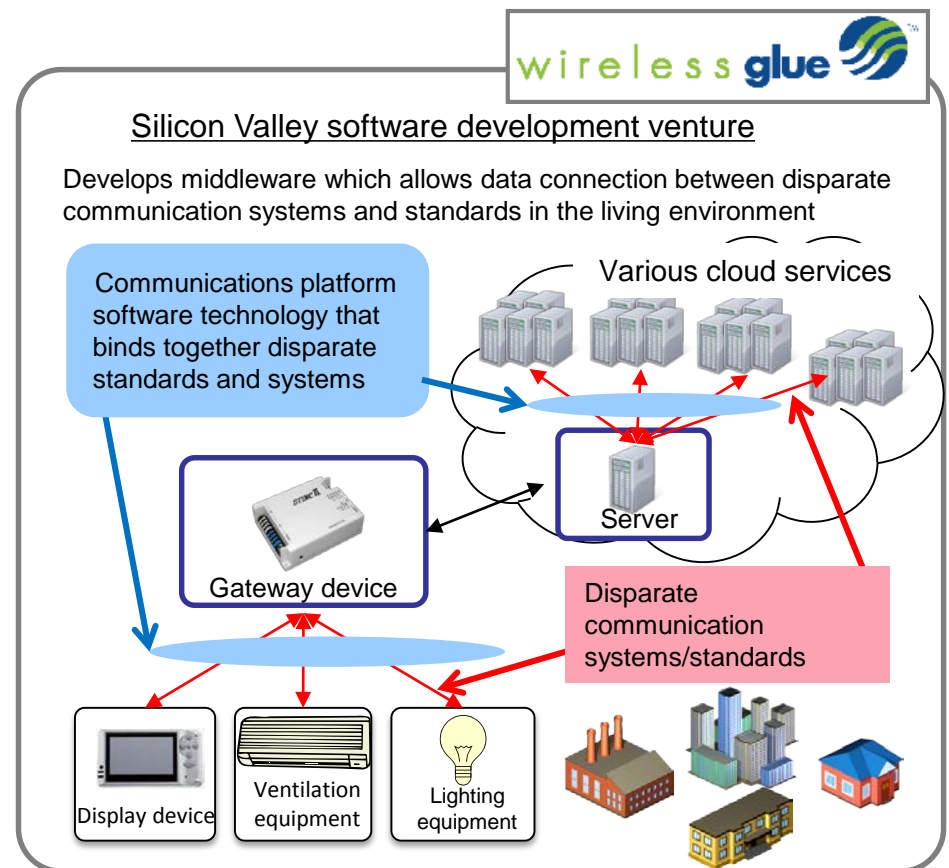 wireless glue
TM
Silicon Valley software development venture
Develops middleware which allows data connection between disparate
communication systems and standards in the living environment
Communications platform
software technology that
binds together disparate
standards and systems
Various cloud services
Server
Gateway device
Disparate
communication
systems/standards
Display device
Ventilation
equipment
Lighting
equipment